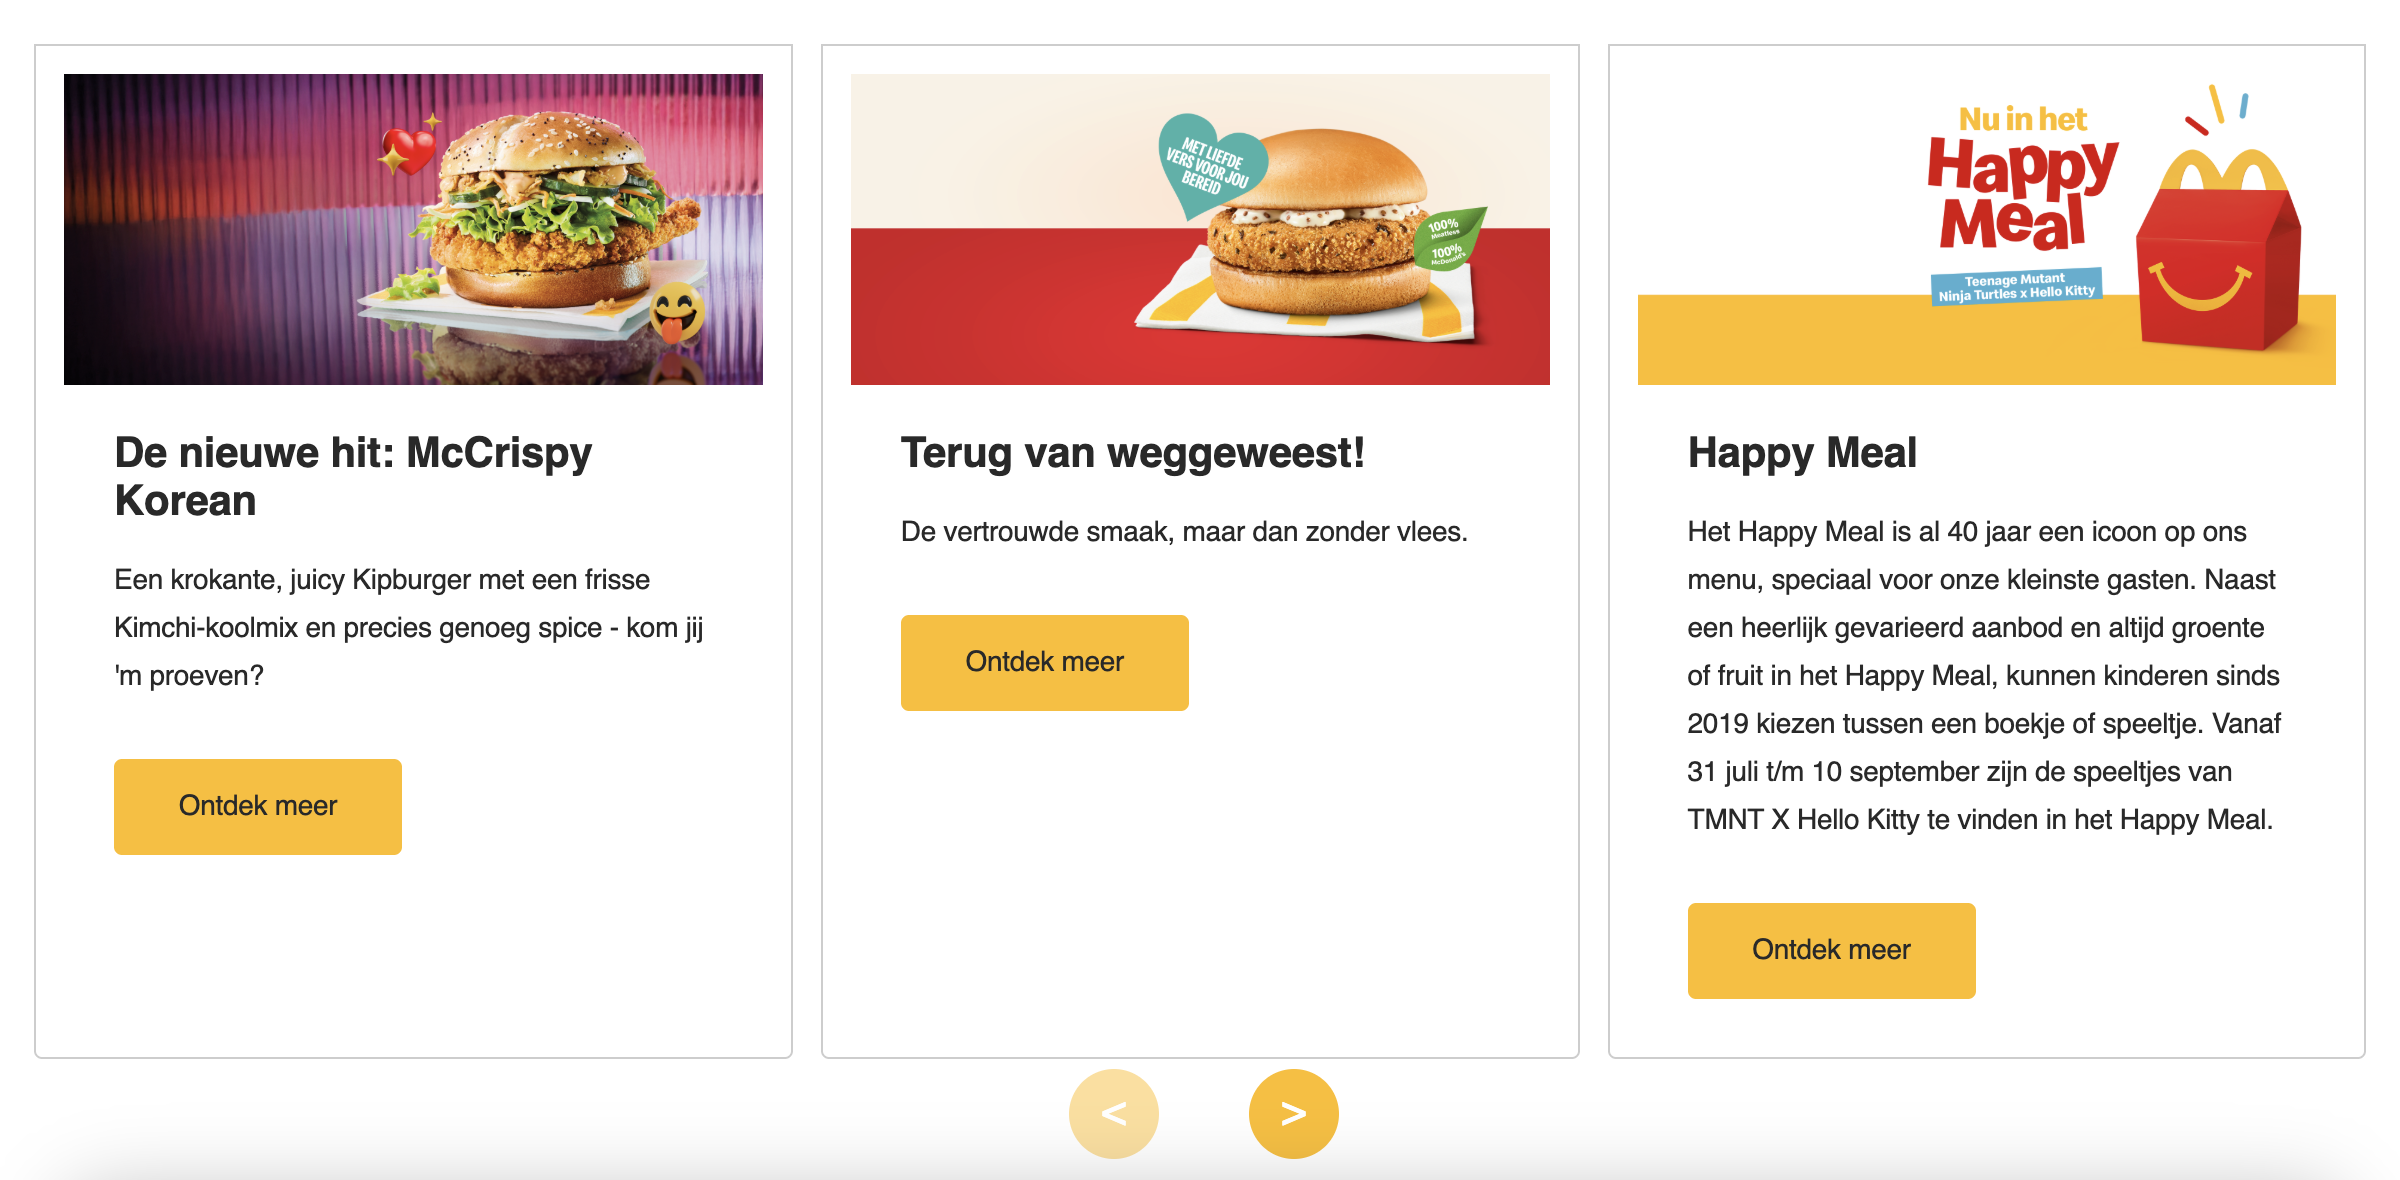 De nieuwe hit: McCrispy
Korean
Een krokante, juicy Kipburger met een frisse
Kimchi-koolmix en precies genoeg spice - kom jij
'm proeven?
Ontdek meer
MET LIEFDE
VERS VOOR JOU
BEREID
100%
Meatless
100%
McDonald's
Terug van weggeweest!
De vertrouwde smaak, maar dan zonder vlees.
Ontdek meer
Nu in het
Happy
Meal
Teenage Mutant
Ninja Turtles x Hello Kitty
Happy Meal
Het Happy Meal is al 40 jaar een icoon op ons
menu, speciaal voor onze kleinste gasten. Naast
een heerlijk gevarieerd aanbod en altijd groente
of fruit in het Happy Meal, kunnen kinderen sinds
2019 kiezen tussen een boekje of speeltje. Vanaf
31 juli t/m 10 september zijn de speeltjes van
TMNT X Hello Kitty te vinden in het Happy Meal.
Ontdek meer
< >